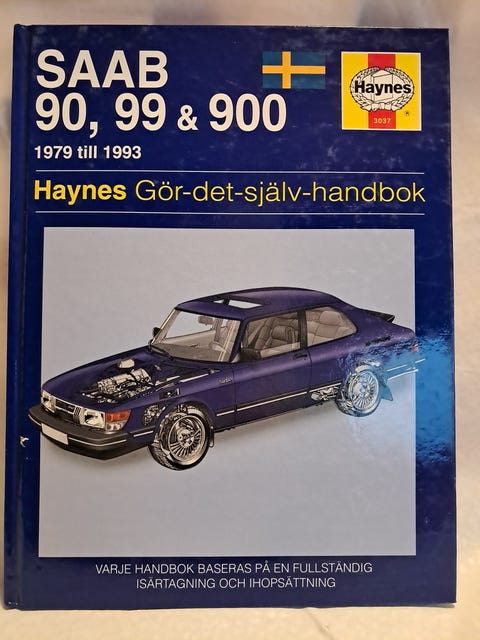 SAAB
90, 99 & 900
1979 till 1993
Haynes
3037
®
Haynes Gör-det-själv-handbok
VARJE HANDBOK BASERAS PÅ EN FULLSTÄNDIG
ISÄRTAGNING OCH IHOPSÄTTNING